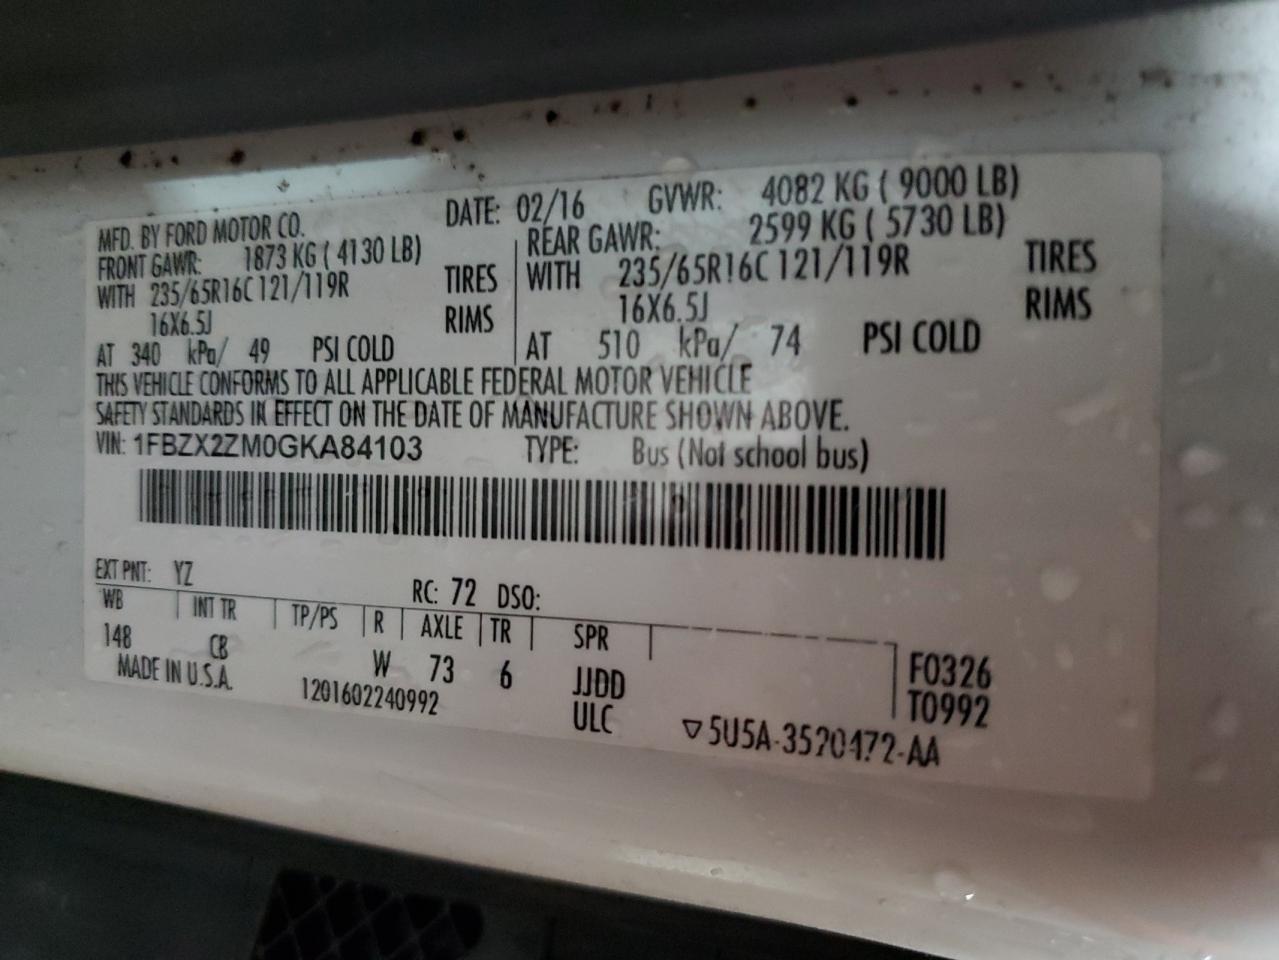 MFD. BY FORD MOTOR CO. DATE: 02/16 GVWR: 4082 KG ( 9000 LB)
FRONT GAWR: 1873 KG ( 4130 LB) REAR GAWR: 2599 KG ( 5730 LB)
WITH 235/65R16C 121/119R TIRES WITH 235/65R16C 121/119R TIRES
16X6.5J RIMS 16X6.5J RIMS
AT 340 kPa/ 49 PSI COLD AT 510 kPa/ 74 PSI COLD
THIS VEHICLE CONFORMS TO ALL APPLICABLE FEDERAL MOTOR VEHICLE
SAFETY STANDARDS IN EFFECT ON THE DATE OF MANUFACTURE SHOWN ABOVE.
VIN: 1FBZX2ZM0GKA84103 TYPE: Bus (Not school bus)
EXT PNT: YZ RC: 72 DSO:
WB INT TR TP/PS R AXLE TR SPR
148 CB W 73 6 JJDD F0326
MADE IN U.S.A. 1201602240992 ULC T0992
▽5U5A-3520472-AA